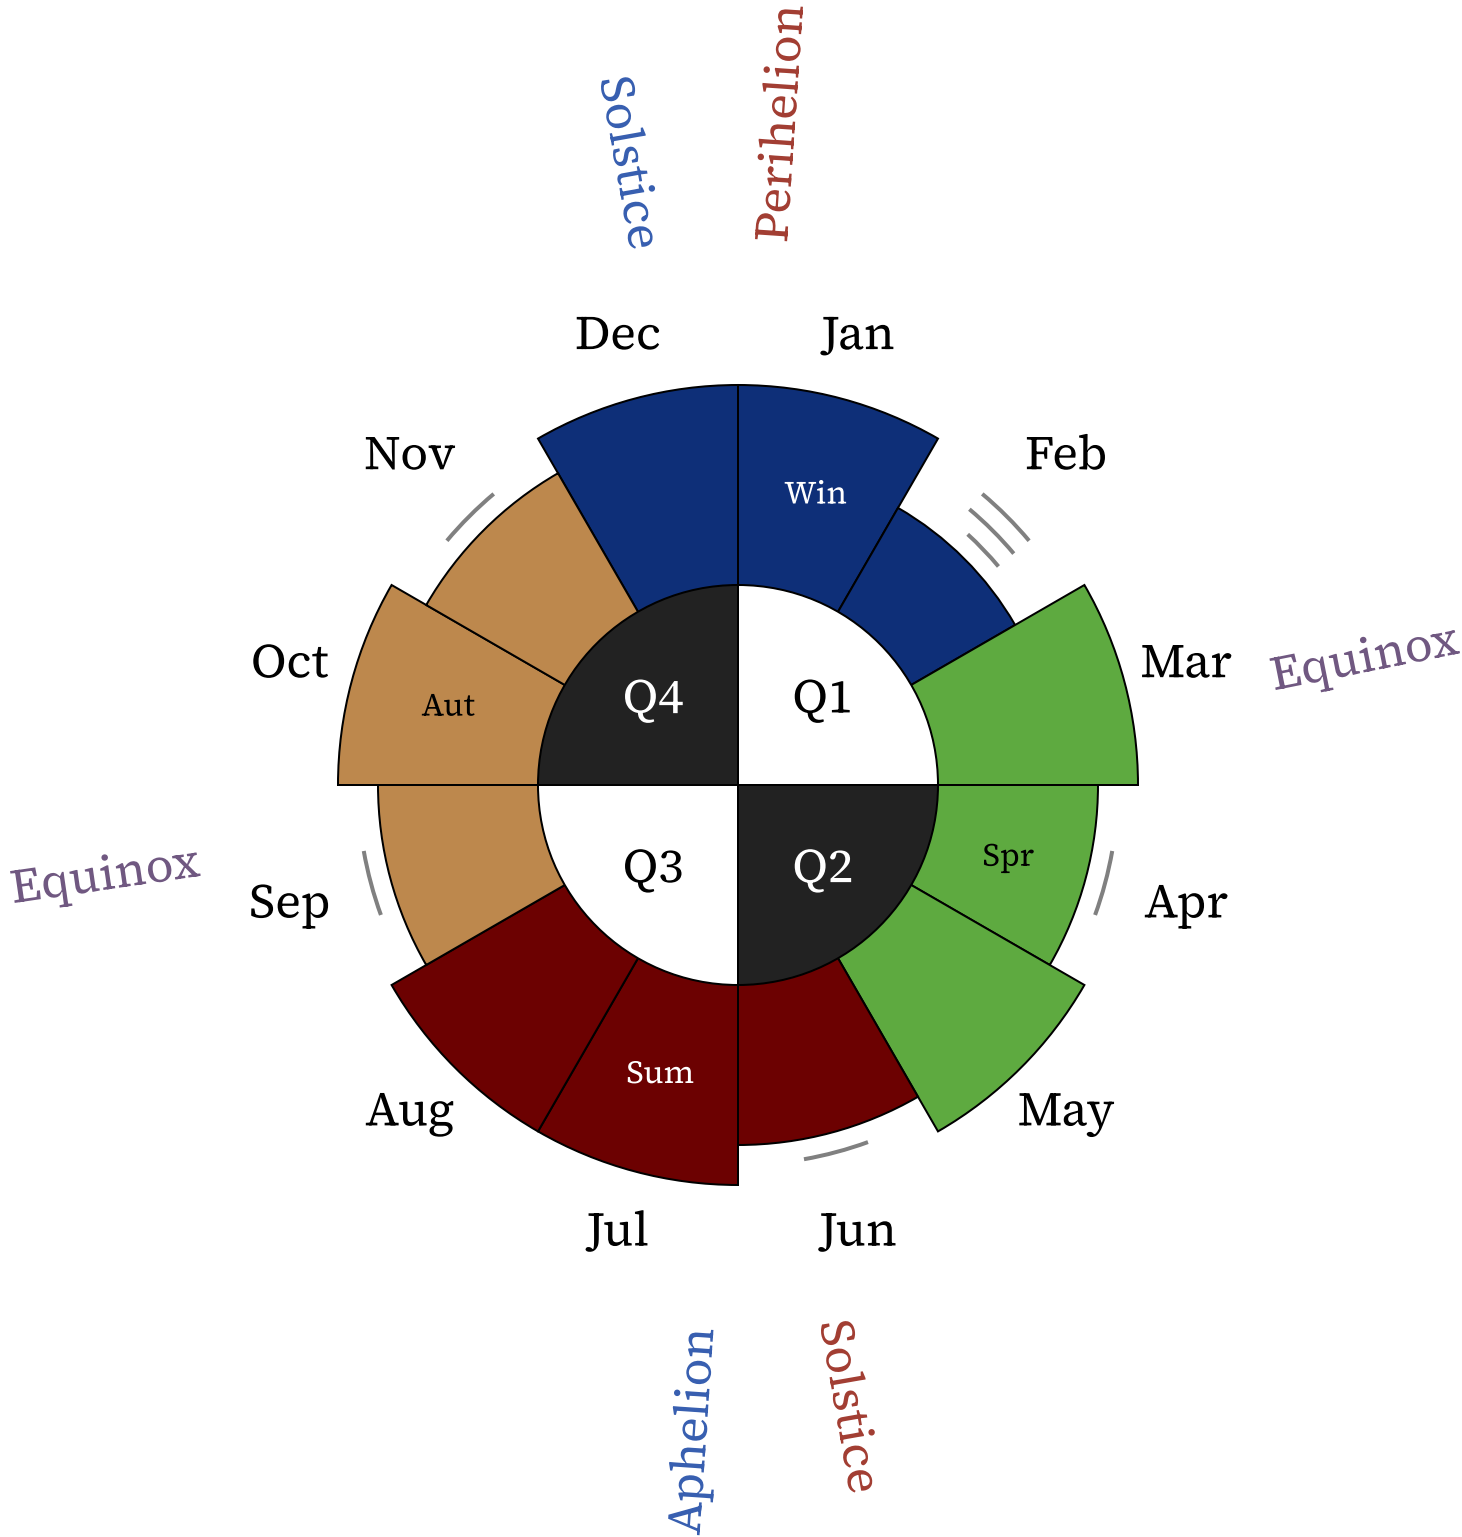 Solstice
Perihelion
Dec
Jan
Nov
Feb
Win
Oct
Mar
Equinox
Aut
Q4
Q1
Equinox
Sep
Q3
Q2
Spr
Apr
Aug
Sum
May
Jul
Jun
Aphelion
Solstice